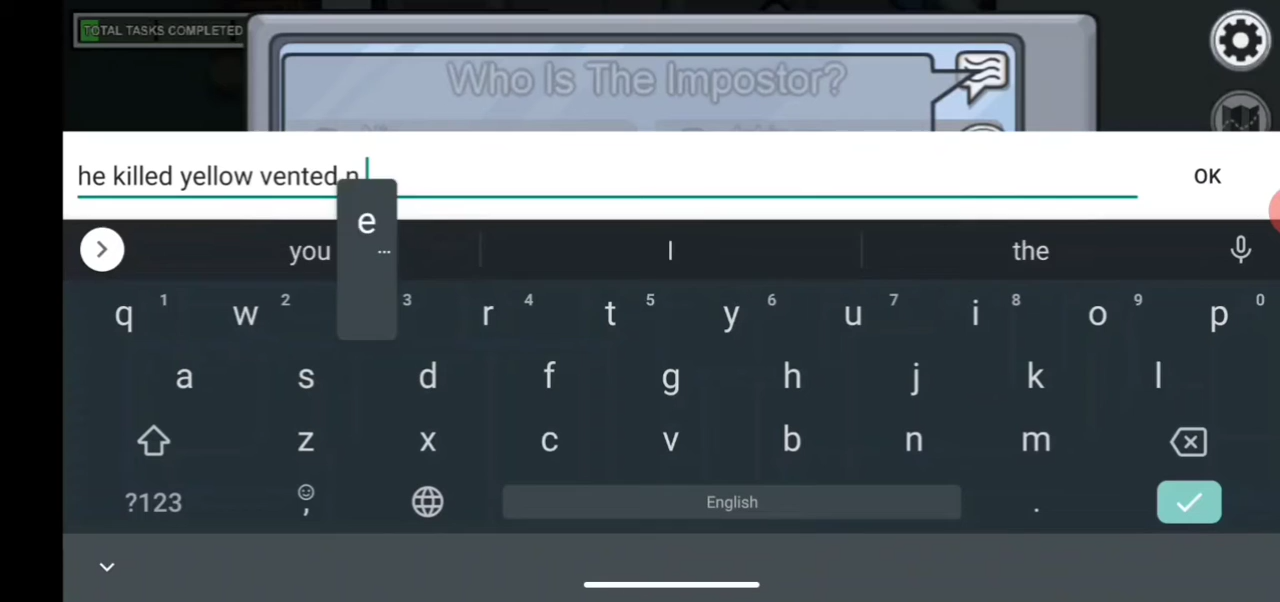 TOTAL TASKS COMPLETED
Who Is The Impostor?
he killed yellow vented n
OK
e
...
you I the
q 1 w 2 3 r 4 t 5 y 6 u 7 i 8 o 9 p 0
a s d f g h j k l
z x c v b n m
?123 , English .